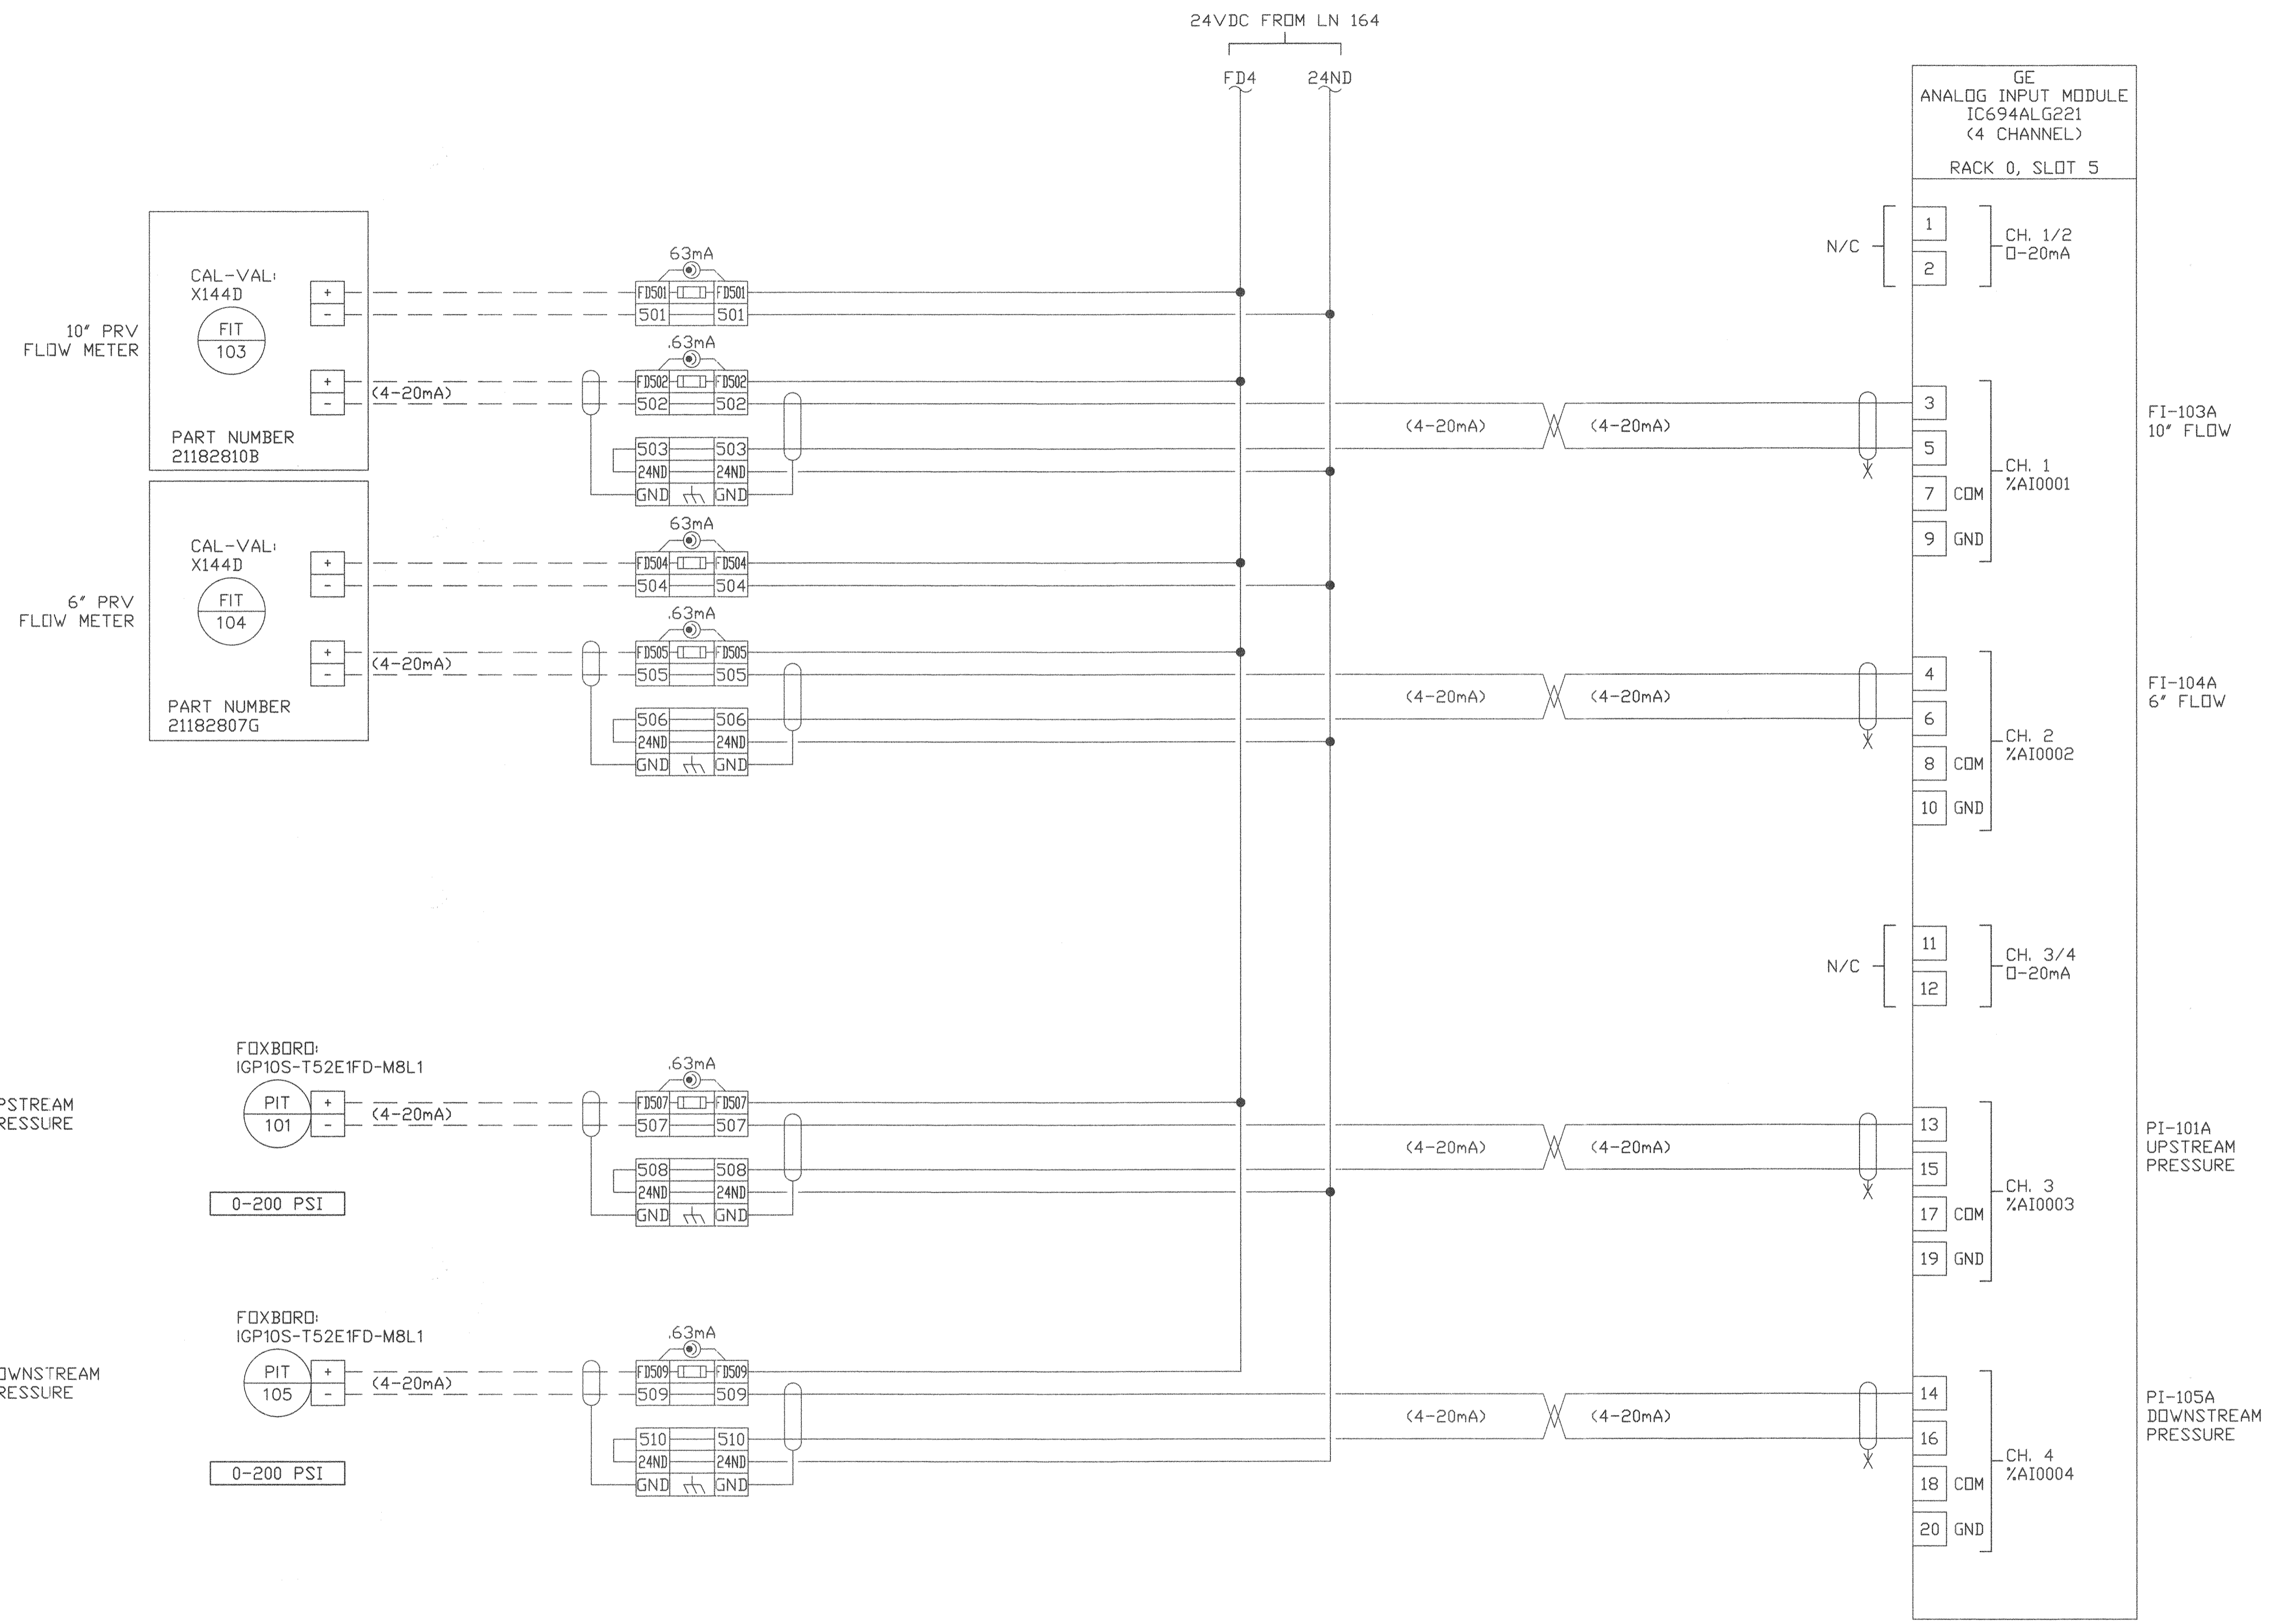 24VDC FROM LN 164
FD4 24ND
GE
ANALOG INPUT MODULE
IC694ALG221
(4 CHANNEL)
RACK 0, SLOT 5
N/C
1
2
CH. 1/2
0-20mA
10" PRV
FLOW METER
CAL-VAL:
X144D
FIT
103
+
-
+
-
(4-20mA)
PART NUMBER
21182810B
63mA
FD501 FD501
501 501
.63mA
FD502 FD502
502 502
503 503
24ND 24ND
GND GND
(4-20mA) (4-20mA)
3
5
7 COM
9 GND
CH. 1
%AI0001
FI-103A
10" FLOW
6" PRV
FLOW METER
CAL-VAL:
X144D
FIT
104
+
-
+
-
(4-20mA)
PART NUMBER
21182807G
63mA
FD504 FD504
504 504
.63mA
FD505 FD505
505 505
506 506
24ND 24ND
GND GND
(4-20mA) (4-20mA)
4
6
8 COM
10 GND
CH. 2
%AI0002
FI-104A
6" FLOW
N/C
11
12
CH. 3/4
0-20mA
PSTREAM
RESSURE
FOXBORO:
IGP10S-T52E1FD-M8L1
PIT
101
+
-
(4-20mA)
0-200 PSI
.63mA
FD507 FD507
507 507
508 508
24ND 24ND
GND GND
(4-20mA) (4-20mA)
13
15
17 COM
19 GND
CH. 3
%AI0003
PI-101A
UPSTREAM
PRESSURE
OWNSTREAM
RESSURE
FOXBORO:
IGP10S-T52E1FD-M8L1
PIT
105
+
-
(4-20mA)
0-200 PSI
.63mA
FD509 FD509
509 509
510 510
24ND 24ND
GND GND
(4-20mA) (4-20mA)
14
16
18 COM
20 GND
CH. 4
%AI0004
PI-105A
DOWNSTREAM
PRESSURE